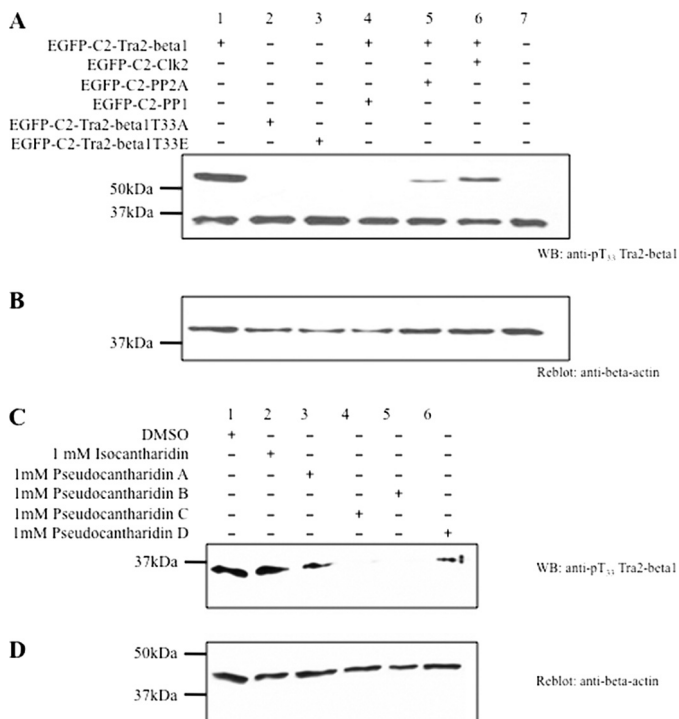 A 1 2 3 4 5 6 7
EGFP-C2-Tra2-beta1 + – – + + + –
EGFP-C2-Clk2 – – – – – + –
EGFP-C2-PP2A – – – – + – –
EGFP-C2-PP1 – – – + – – –
EGFP-C2-Tra2-beta1T33A – + – – – – –
EGFP-C2-Tra2-beta1T33E – – + – – – –
50kDa
37kDa
WB: anti-pT33 Tra2-beta1
B
37kDa
Reblot: anti-beta-actin
C 1 2 3 4 5 6
DMSO + – – – – –
1 mM Isocantharidin – + – – – –
1mM Pseudocantharidin A – – + – – –
1mM Pseudocantharidin B – – – – + –
1mM Pseudocantharidin C – – – + – –
1mM Pseudocantharidin D – – – – – +
37kDa
WB: anti-pT33 Tra2-beta1
D
50kDa
37kDa
Reblot: anti-beta-actin